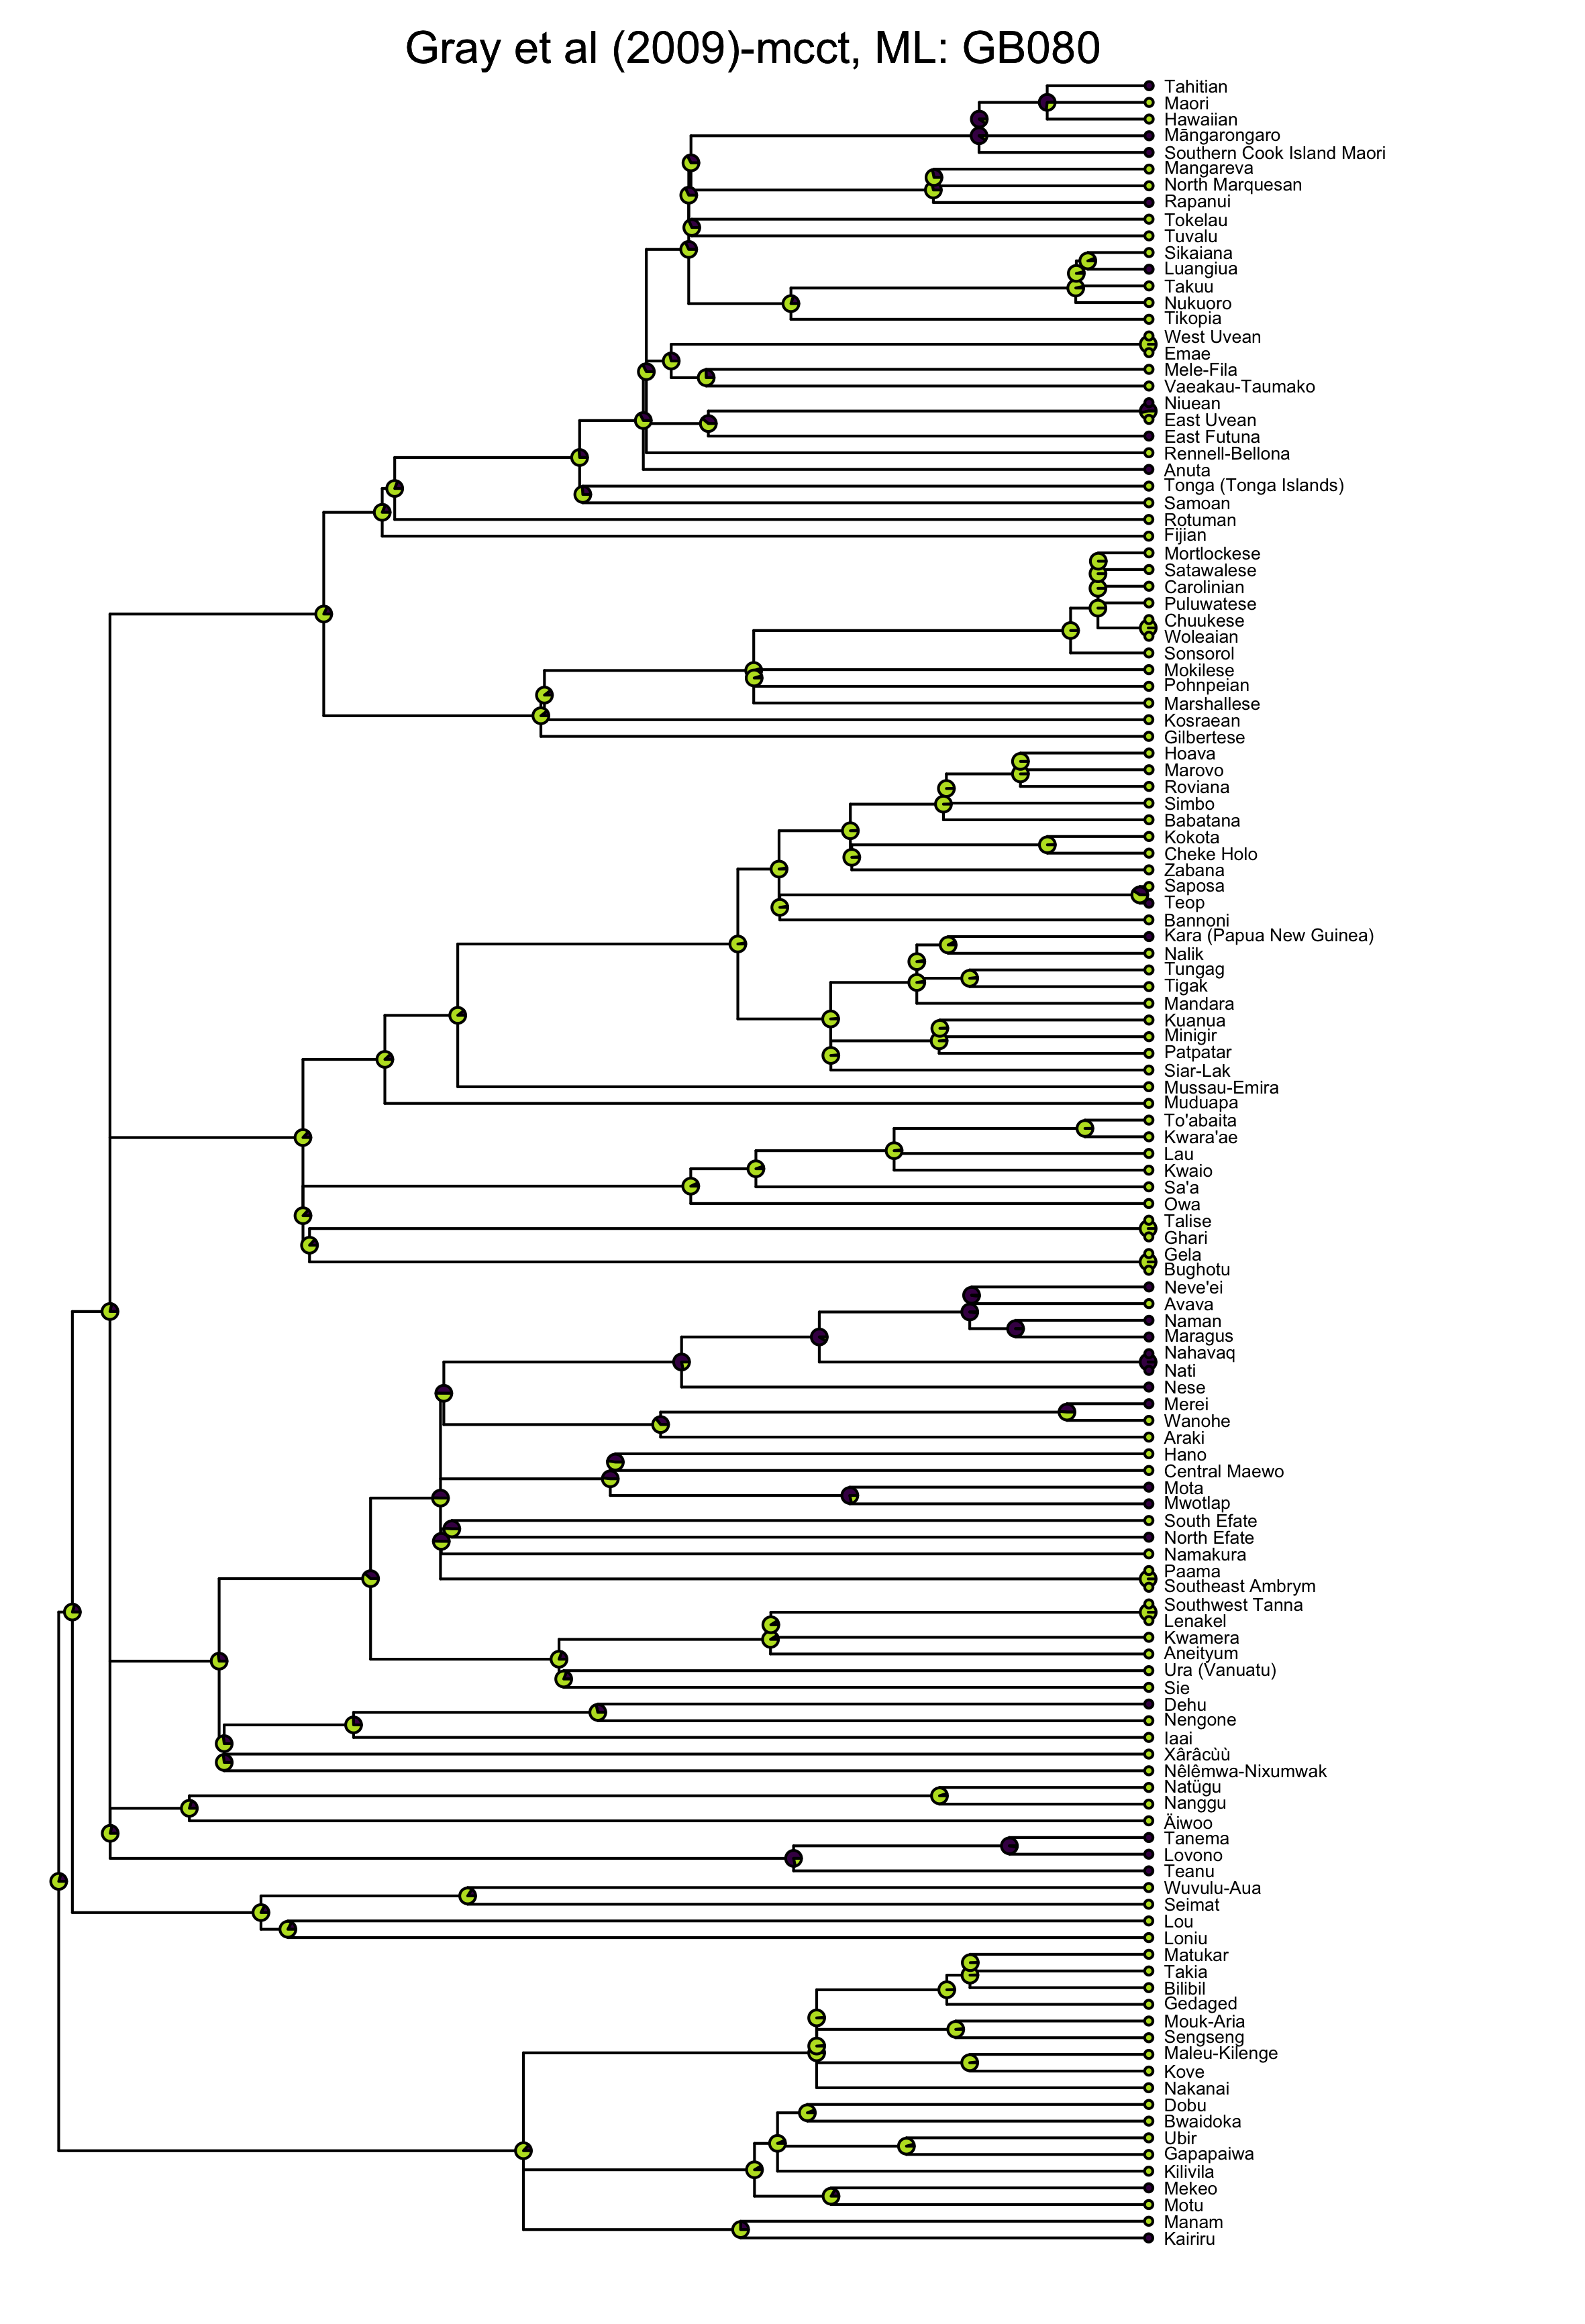 Gray et al (2009)-mcct, ML: GB080
Tahitian
Maori
Hawaiian
Māngarongaro
Southern Cook Island Maori
Mangareva
North Marquesan
Rapanui
Tokelau
Tuvalu
Sikaiana
Luangiua
Takuu
Nukuoro
Tikopia
West Uvean
Emae
Mele-Fila
Vaeakau-Taumako
Niuean
East Uvean
East Futuna
Rennell-Bellona
Anuta
Tonga (Tonga Islands)
Samoan
Rotuman
Fijian
Mortlockese
Satawalese
Carolinian
Puluwatese
Chuukese
Woleaian
Sonsorol
Mokilese
Pohnpeian
Marshallese
Kosraean
Gilbertese
Hoava
Marovo
Roviana
Simbo
Babatana
Kokota
Cheke Holo
Zabana
Saposa
Teop
Bannoni
Kara (Papua New Guinea)
Nalik
Tungag
Tigak
Mandara
Kuanua
Minigir
Patpatar
Siar-Lak
Mussau-Emira
Muduapa
To'abaita
Kwara'ae
Lau
Kwaio
Sa'a
Owa
Talise
Ghari
Gela
Bughotu
Neve'ei
Avava
Naman
Maragus
Nahavaq
Nati
Nese
Merei
Wanohe
Araki
Hano
Central Maewo
Mota
Mwotlap
South Efate
North Efate
Namakura
Paama
Southeast Ambrym
Southwest Tanna
Lenakel
Kwamera
Aneityum
Ura (Vanuatu)
Sie
Dehu
Nengone
Iaai
Xârâcùù
Nêlêmwa-Nixumwak
Natügu
Nanggu
Äiwoo
Tanema
Lovono
Teanu
Wuvulu-Aua
Seimat
Lou
Loniu
Matukar
Takia
Bilibil
Gedaged
Mouk-Aria
Sengseng
Maleu-Kilenge
Kove
Nakanai
Dobu
Bwaidoka
Ubir
Gapapaiwa
Kilivila
Mekeo
Motu
Manam
Kairiru